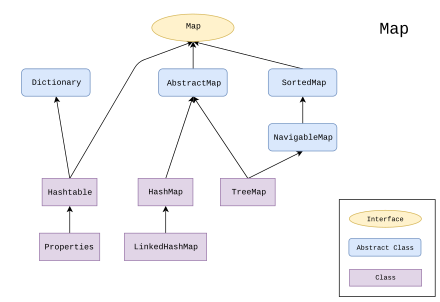 Map
Map
Dictionary
AbstractMap
SortedMap
NavigableMap
Hashtable
HashMap
TreeMap
Properties
LinkedHashMap
Interface
Abstract Class
Class